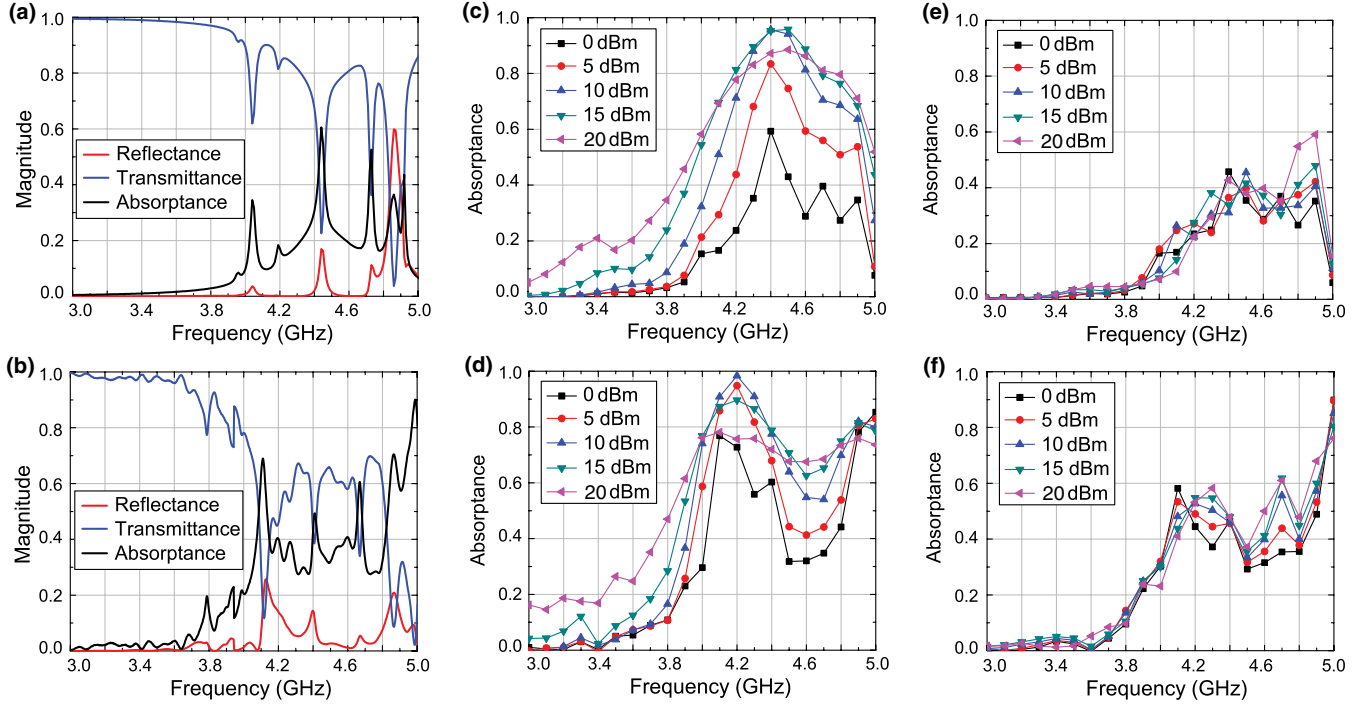 (a)
1.0
0.8
0.6
0.4
0.2
0.0
Magnitude
Reflectance
Transmittance
Absorptance
3.0 3.4 3.8 4.2 4.6 5.0
Frequency (GHz)
(b)
1.0
0.8
0.6
0.4
0.2
0.0
Magnitude
Reflectance
Transmittance
Absorptance
3.0 3.4 3.8 4.2 4.6 5.0
Frequency (GHz)
(c)
1.0
0.8
0.6
0.4
0.2
0.0
Absorptance
0 dBm
5 dBm
10 dBm
15 dBm
20 dBm
3.0 3.4 3.8 4.2 4.6 5.0
Frequency (GHz)
(d)
1.0
0.8
0.6
0.4
0.2
0.0
Absorptance
0 dBm
5 dBm
10 dBm
15 dBm
20 dBm
3.0 3.4 3.8 4.2 4.6 5.0
Frequency (GHz)
(e)
1.0
0.8
0.6
0.4
0.2
0.0
Absorptance
0 dBm
5 dBm
10 dBm
15 dBm
20 dBm
3.0 3.4 3.8 4.2 4.6 5.0
Frequency (GHz)
(f)
1.0
0.8
0.6
0.4
0.2
0.0
Absorptance
0 dBm
5 dBm
10 dBm
15 dBm
20 dBm
3.0 3.4 3.8 4.2 4.6 5.0
Frequency (GHz)